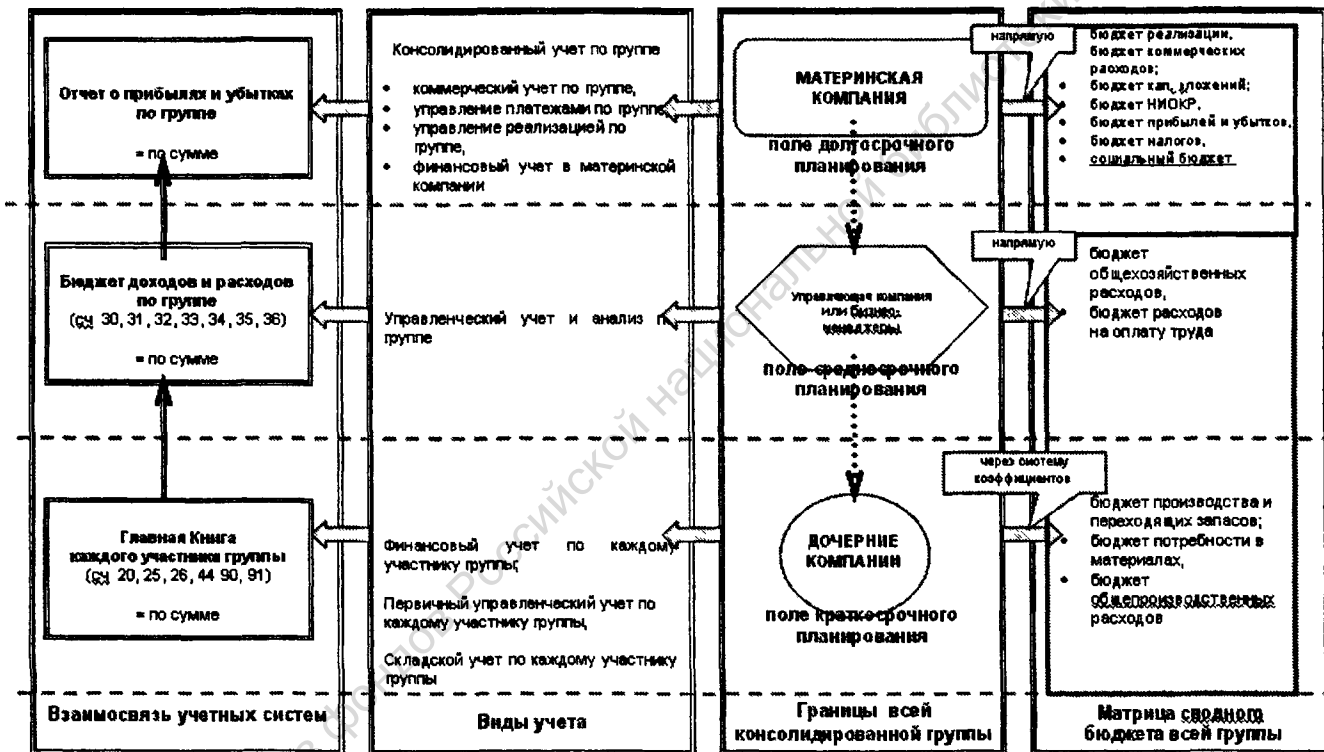 Отчет о прибылях и убытках
по группе
= по сумме
Бюджет доходов и расходов
по группе
(сч 30, 31, 32, 33, 34, 35, 36)
= по сумме
Главная Книга
каждого участника группы
(сч 20, 25, 26, 44 90, 91)
= по сумме
Взаимосвязь учетных систем
Консолидированный учет по группе
• коммерческий учет по группе,
• управление платежами по группе
• управление реализацией по
группе,
• финансовый учет в материнской
компании
Управленческий учет и анализ по
группе
Финансовый учет по каждому
участнику группы,
Первичный управленческий учет по
каждому участнику группы,
Складской учет по каждому участнику
группы
Виды учета
МАТЕРИНСКАЯ
КОМПАНИЯ
поле долгосрочного
планирования
Управляющая компания
или бизнес-
менеджеры
поле среднесрочного
планирования
ДОЧЕРНИЕ
КОМПАНИИ
поле краткосрочного
планирования
Границы всей
консолидированной группы
напрямую
бюджет реализации,
бюджет коммерческих
расходов;
• бюджет кап. вложений;
• бюджет НИОКР,
• бюджет прибылей и убытков,
• бюджет налогов,
• социальный бюджет
напрямую
бюджет
общехозяйственных
расходов,
• бюджет расходов
на оплату труда
через систему
коэффициентов
бюджет производства и
переходящих запасов;
• бюджет потребности в
материалах,
• бюджет
общепроизводственных
расходов
Матрица сводного
бюджета всей группы
фондов Российской национальной библиотеки